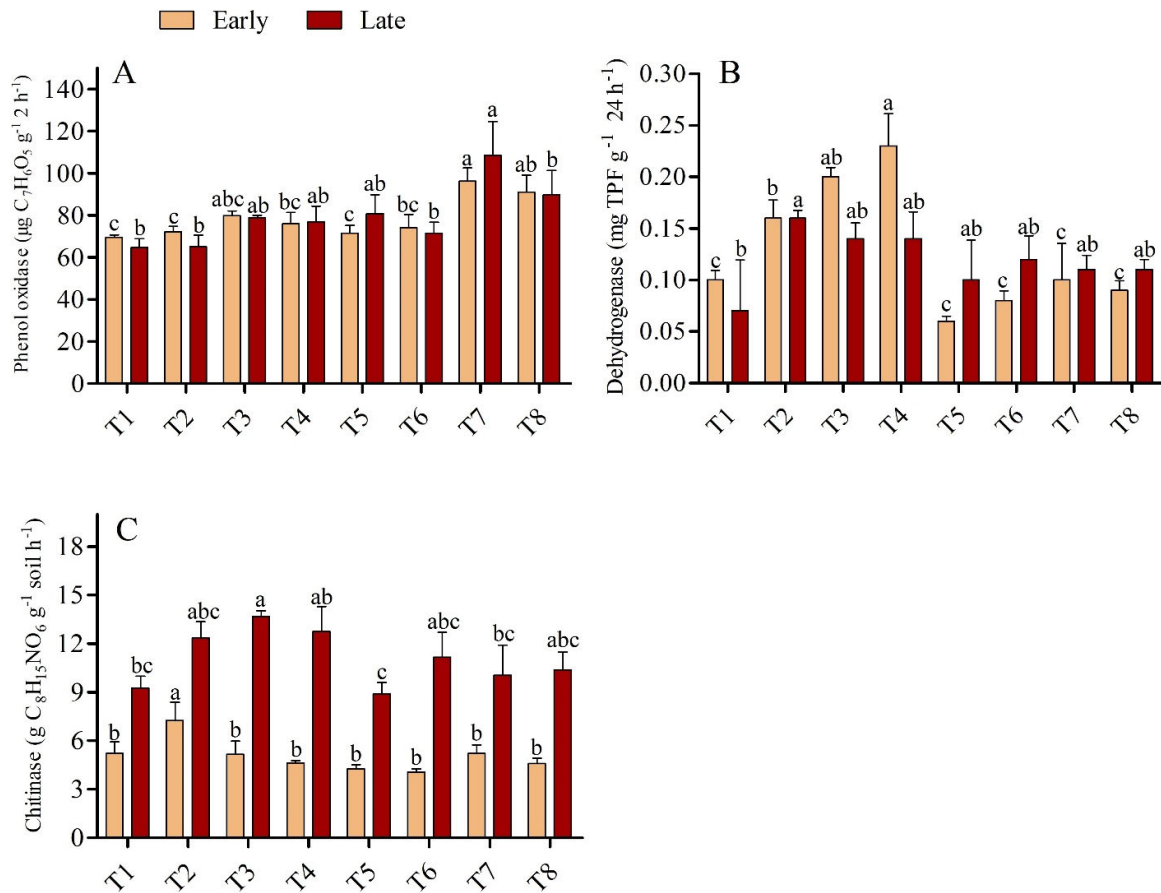 Early Late
A
Phenol oxidase (µg C₇H₆O₅ g⁻¹ 2 h⁻¹)
140
120
100
80
60
40
20
0
c b c b abc ab bc ab c ab bc b a a ab b
T1 T2 T3 T4 T5 T6 T7 T8
B
Dehydrogenase (mg TPF g⁻¹ 24 h⁻¹)
0.30
0.25
0.20
0.15
0.10
0.05
0.00
c b b a ab ab a ab c ab c ab c ab c ab
T1 T2 T3 T4 T5 T6 T7 T8
C
Chitinase (g C₈H₁₅NO₆ g⁻¹ soil h⁻¹)
18
15
12
9
6
3
0
b bc a abc b a b ab b c b abc b bc b abc
T1 T2 T3 T4 T5 T6 T7 T8